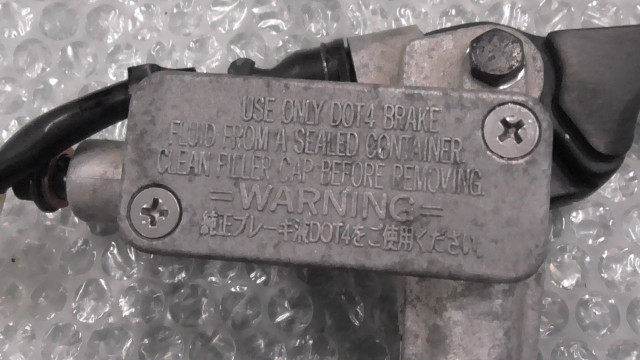 USE ONLY DOT4 BRAKE
FLUID FROM A SEALED CONTAINER.
CLEAN FILLER CAP BEFORE REMOVING.
=WARNING=
純正ブレーキ液DOT4をご使用ください